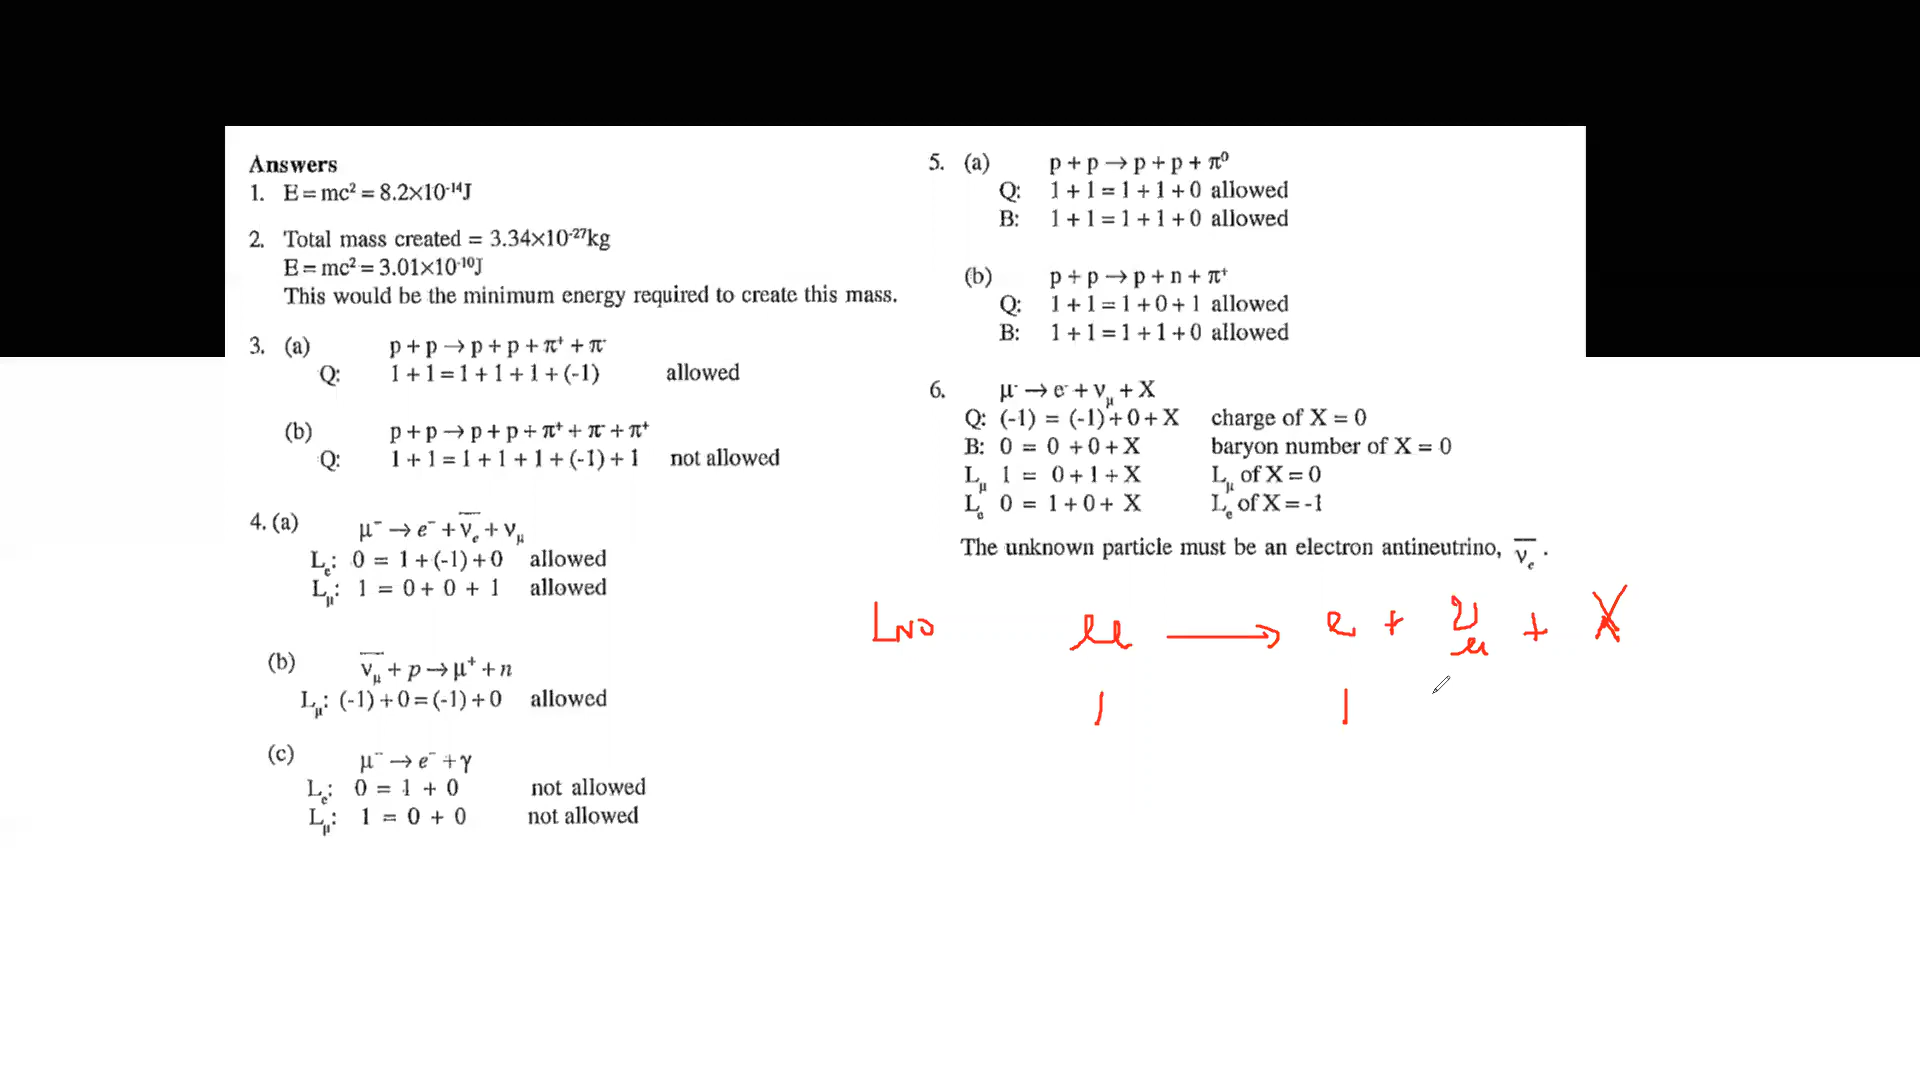 Answers
1. E = mc² = 8.2×10⁻¹⁴J
2. Total mass created = 3.34×10⁻²⁷kg
E = mc² = 3.01×10⁻¹⁰J
This would be the minimum energy required to create this mass.
3. (a) p + p → p + p + π⁺ + π⁻
Q: 1 + 1 = 1 + 1 + 1 + (-1) allowed
(b) p + p → p + p + π⁺ + π⁻ + π⁺
Q: 1 + 1 = 1 + 1 + 1 + (-1) + 1 not allowed
4. (a) μ⁻ → e⁻ + ν̅ₑ + ν_μ
Lₑ: 0 = 1 + (-1) + 0 allowed
L_μ: 1 = 0 + 0 + 1 allowed
(b) ν̅_μ + p → μ⁺ + n
L_μ: (-1) + 0 = (-1) + 0 allowed
(c) μ⁻ → e⁻ + γ
Lₑ: 0 = 1 + 0 not allowed
L_μ: 1 = 0 + 0 not allowed
5. (a) p + p → p + p + π⁰
Q: 1 + 1 = 1 + 1 + 0 allowed
B: 1 + 1 = 1 + 1 + 0 allowed
(b) p + p → p + n + π⁺
Q: 1 + 1 = 1 + 0 + 1 allowed
B: 1 + 1 = 1 + 1 + 0 allowed
6. μ⁻ → e⁻ + ν_μ + X
Q: (-1) = (-1) + 0 + X charge of X = 0
B: 0 = 0 + 0 + X baryon number of X = 0
L_μ 1 = 0 + 1 + X L_μ of X = 0
Lₑ 0 = 1 + 0 + X Lₑ of X = -1
The unknown particle must be an electron antineutrino, ν̅ₑ.
LNO μ → e + ν_μ + X
1 1